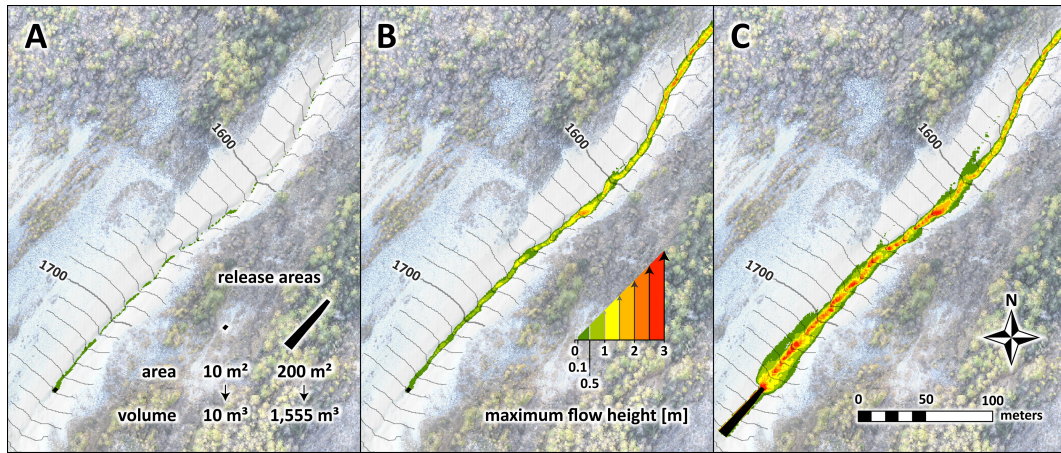 A
1600
1700
release areas
area 10 m² 200 m²
volume 10 m³ 1,555 m³
B
1600
1700
0 1 2 3
0.1
0.5
maximum flow height [m]
C
1600
1700
N
0 50 100
meters